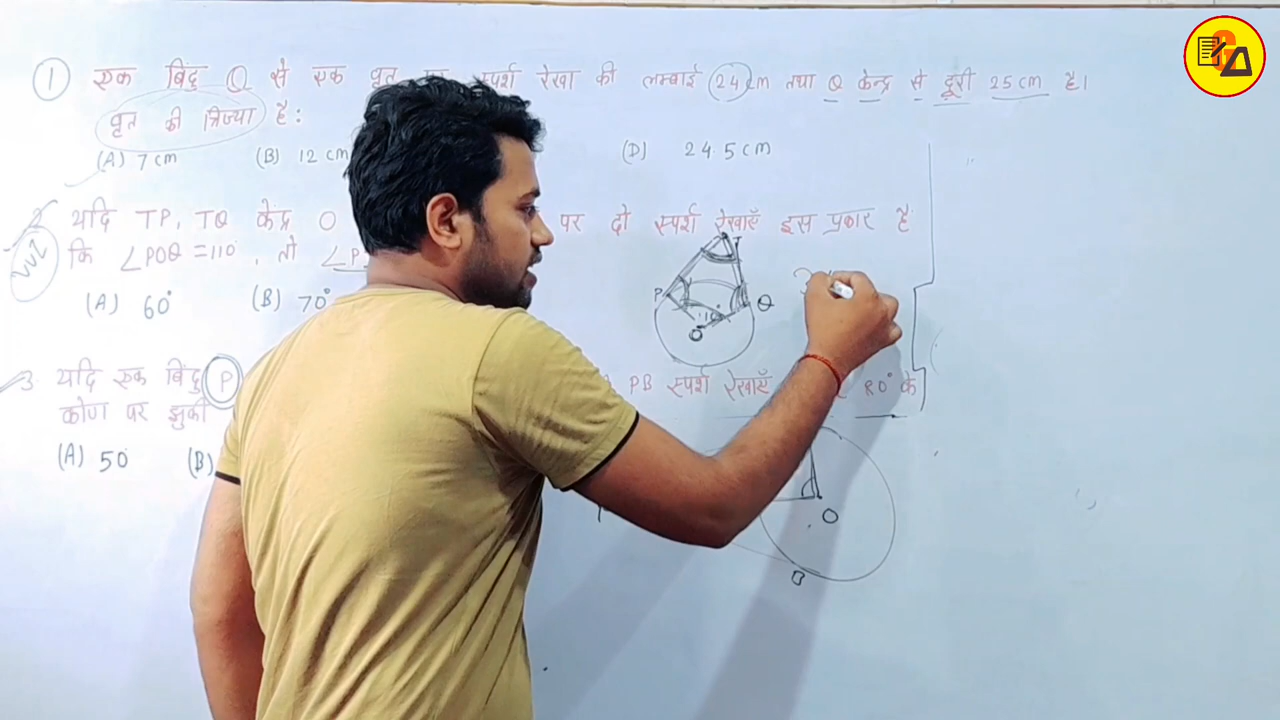 1 एक बिंदु Q से एक वृत्त स्पर्श रेखा की लम्बाई 24 cm तथा Q केन्द्र से दूरी 25 cm है।
वृत की त्रिज्या है:
(A) 7 cm (B) 12 cm (D) 24.5 cm
2 यदि TP, TQ केंद्र O पर दो स्पर्श रेखाएँ इस प्रकार है
कि ∠POQ = 110°, तो ∠P
(A) 60° (B) 70°
T
P
Q
O
3. यदि एक बिंदु P PB स्पर्श रेखाएँ 80° के
कोण पर झुकी
(A) 50 (B)
O
B